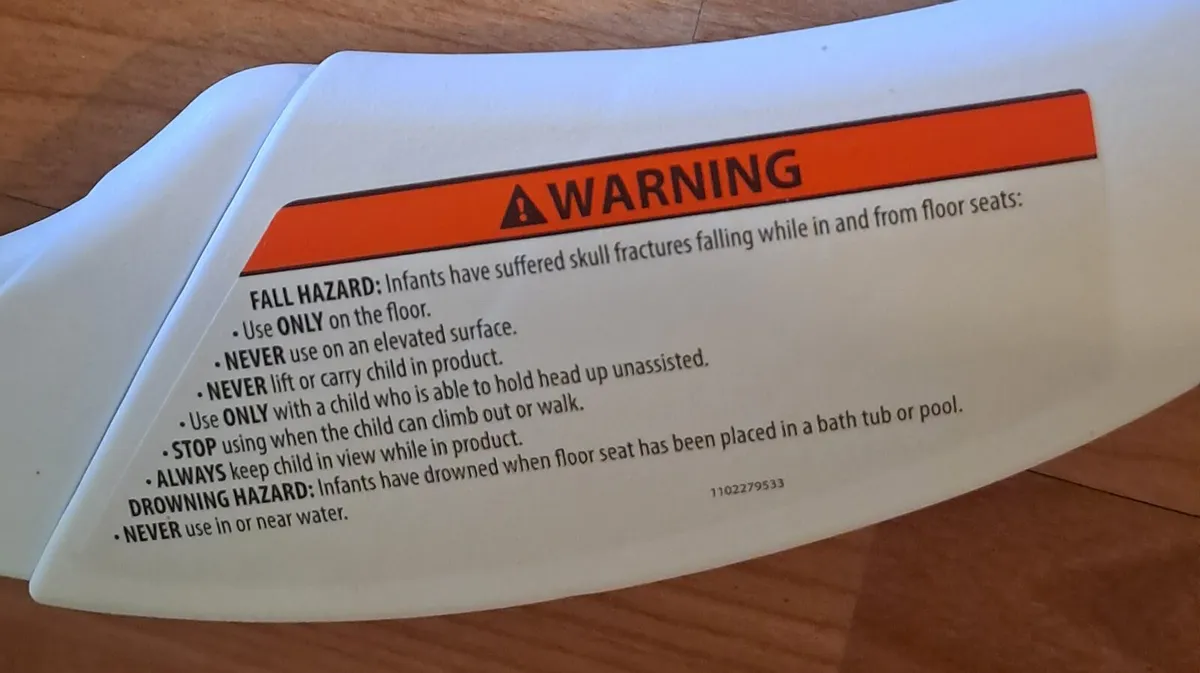 WARNING
FALL HAZARD: Infants have suffered skull fractures falling while in and from floor seats:
• Use ONLY on the floor.
• NEVER use on an elevated surface.
• NEVER lift or carry child in product.
• Use ONLY with a child who is able to hold head up unassisted.
• STOP using when the child can climb out or walk.
• ALWAYS keep child in view while in product.
DROWNING HAZARD: Infants have drowned when floor seat has been placed in a bath tub or pool.
• NEVER use in or near water.
1102279533